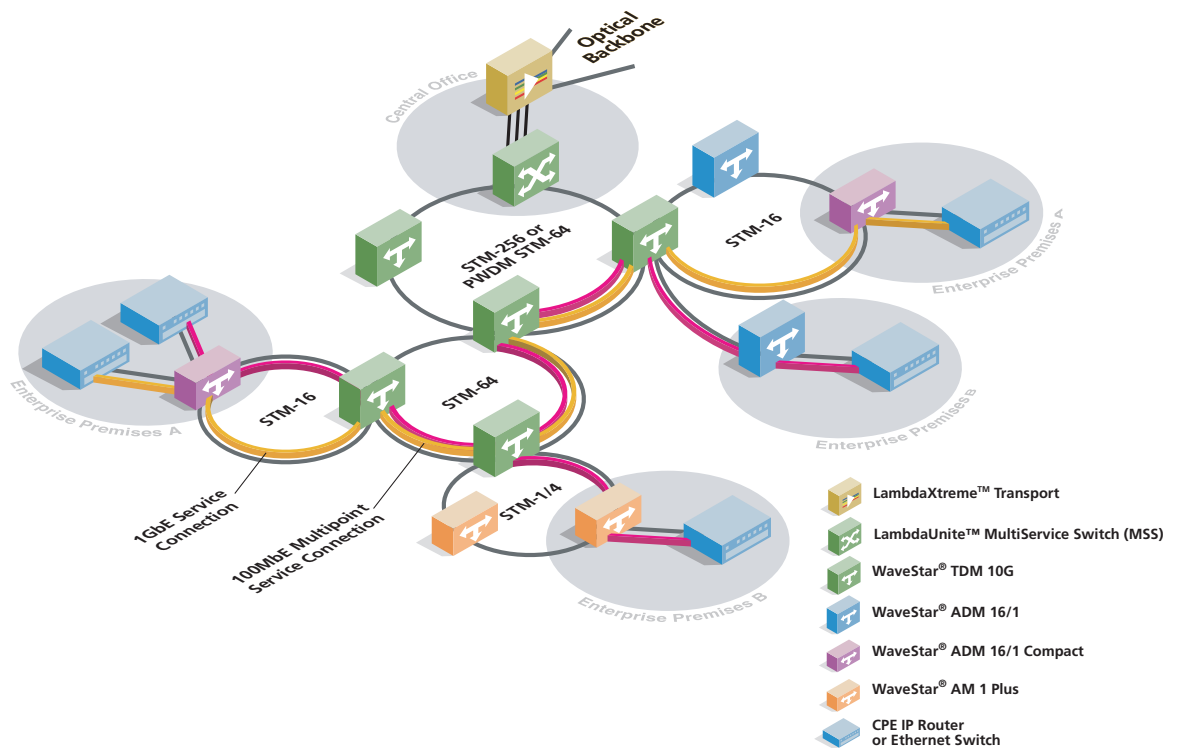 Optical
Backbone
Central Office
STM-256 or
PWDM STM-64
STM-16
Enterprise Premises A
Enterprise Premises B
STM-64
STM-16
Enterprise Premises A
STM-1/4
Enterprise Premises B
1GbE Service
Connection
100MbE Multipoint
Service Connection
LambdaXtreme™ Transport
LambdaUnite™ MultiService Switch (MSS)
WaveStar® TDM 10G
WaveStar® ADM 16/1
WaveStar® ADM 16/1 Compact
WaveStar® AM 1 Plus
CPE IP Router
or Ethernet Switch